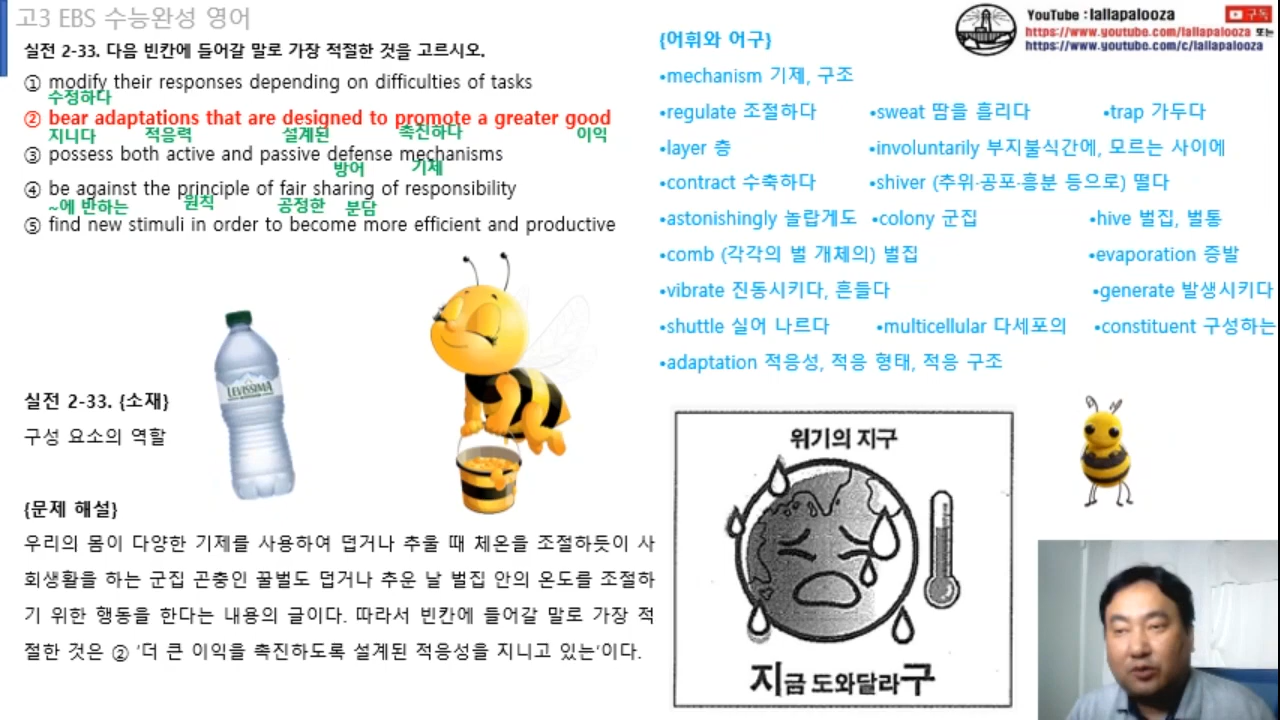 고3 EBS 수능완성 영어
실전 2-33. 다음 빈칸에 들어갈 말로 가장 적절한 것을 고르시오.
① modify their responses depending on difficulties of tasks
수정하다
② bear adaptations that are designed to promote a greater good
지니다 적응력 설계된 촉진하다 이익
③ possess both active and passive defense mechanisms
방어 기제
④ be against the principle of fair sharing of responsibility
~에 반하는 원칙 공정한 분담
⑤ find new stimuli in order to become more efficient and productive
LEVISSIMA
실전 2-33. {소재}
구성 요소의 역할
{문제 해설}
우리의 몸이 다양한 기제를 사용하여 덥거나 추울 때 체온을 조절하듯이 사
회생활을 하는 군집 곤충인 꿀벌도 덥거나 추운 날 벌집 안의 온도를 조절하
기 위한 행동을 한다는 내용의 글이다. 따라서 빈칸에 들어갈 말로 가장 적
절한 것은 ② ‘더 큰 이익을 촉진하도록 설계된 적응성을 지니고 있는’이다.
YouTube : lallapalooza 구독
https://www.youtube.com/lallapalooza 또는
https://www.youtube.com/c/lallapalooza
{어휘와 어구}
•mechanism 기제, 구조
•regulate 조절하다 •sweat 땀을 흘리다 •trap 가두다
•layer 층 •involuntarily 부지불식간에, 모르는 사이에
•contract 수축하다 •shiver (추위·공포·흥분 등으로) 떨다
•astonishingly 놀랍게도 •colony 군집 •hive 벌집, 벌통
•comb (각각의 벌 개체의) 벌집 •evaporation 증발
•vibrate 진동시키다, 흔들다 •generate 발생시키다
•shuttle 실어 나르다 •multicellular 다세포의 •constituent 구성하는
•adaptation 적응성, 적응 형태, 적응 구조
위기의 지구
지금 도와달라구